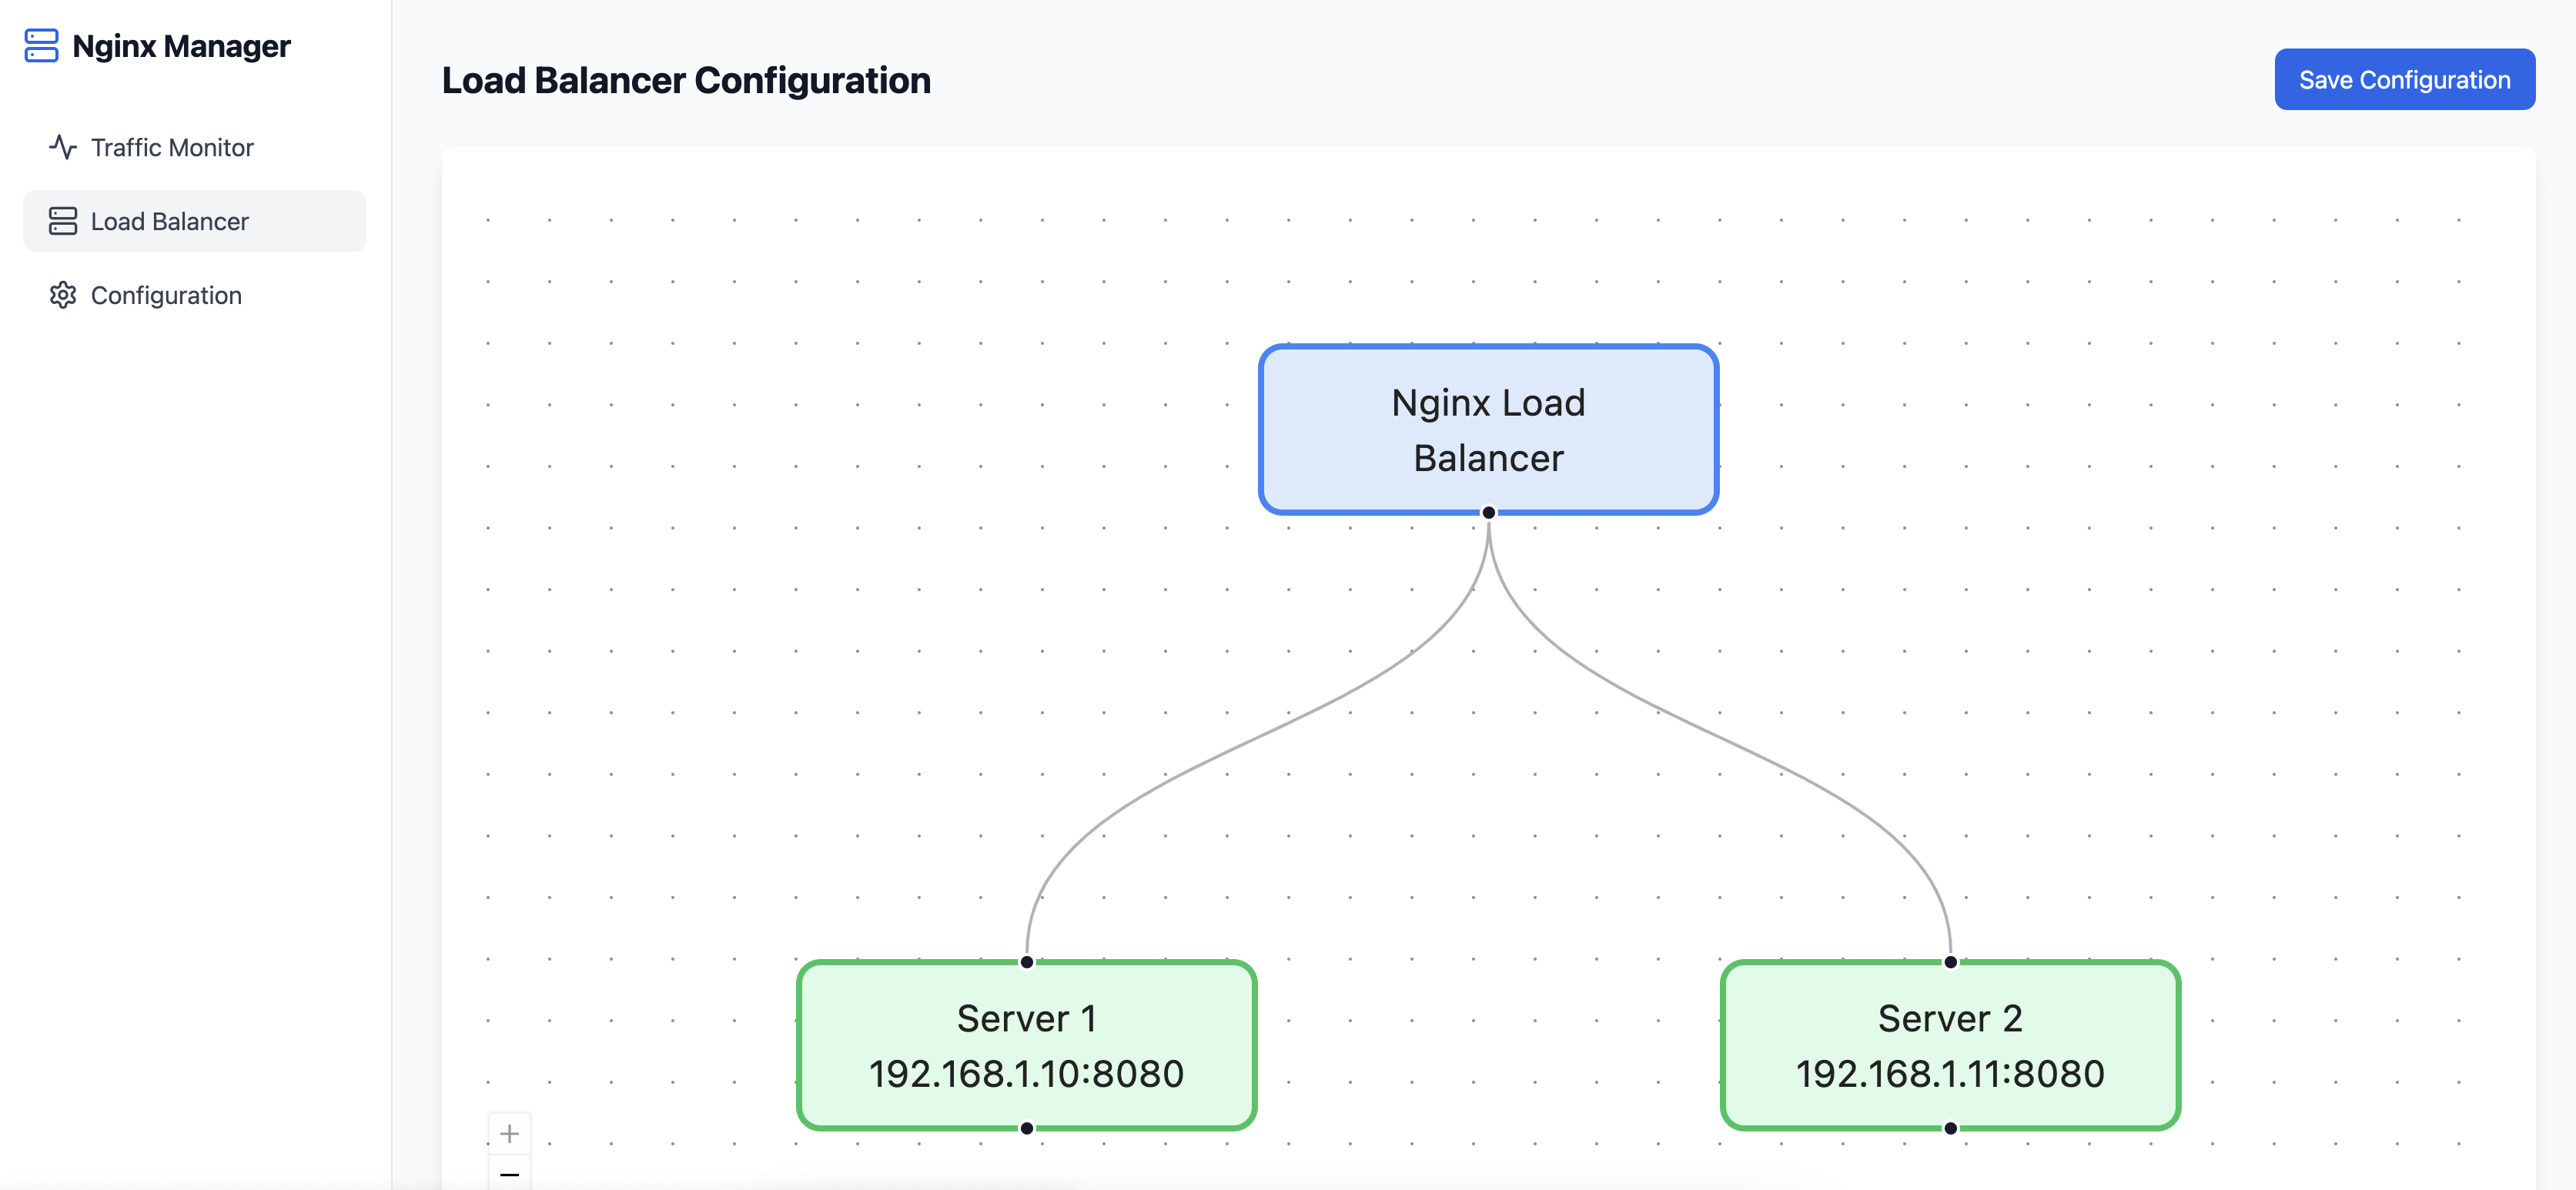 Nginx Manager
Traffic Monitor
Load Balancer
Configuration
Load Balancer Configuration
Save Configuration
Nginx Load
Balancer
Server 1
192.168.1.10:8080
Server 2
192.168.1.11:8080